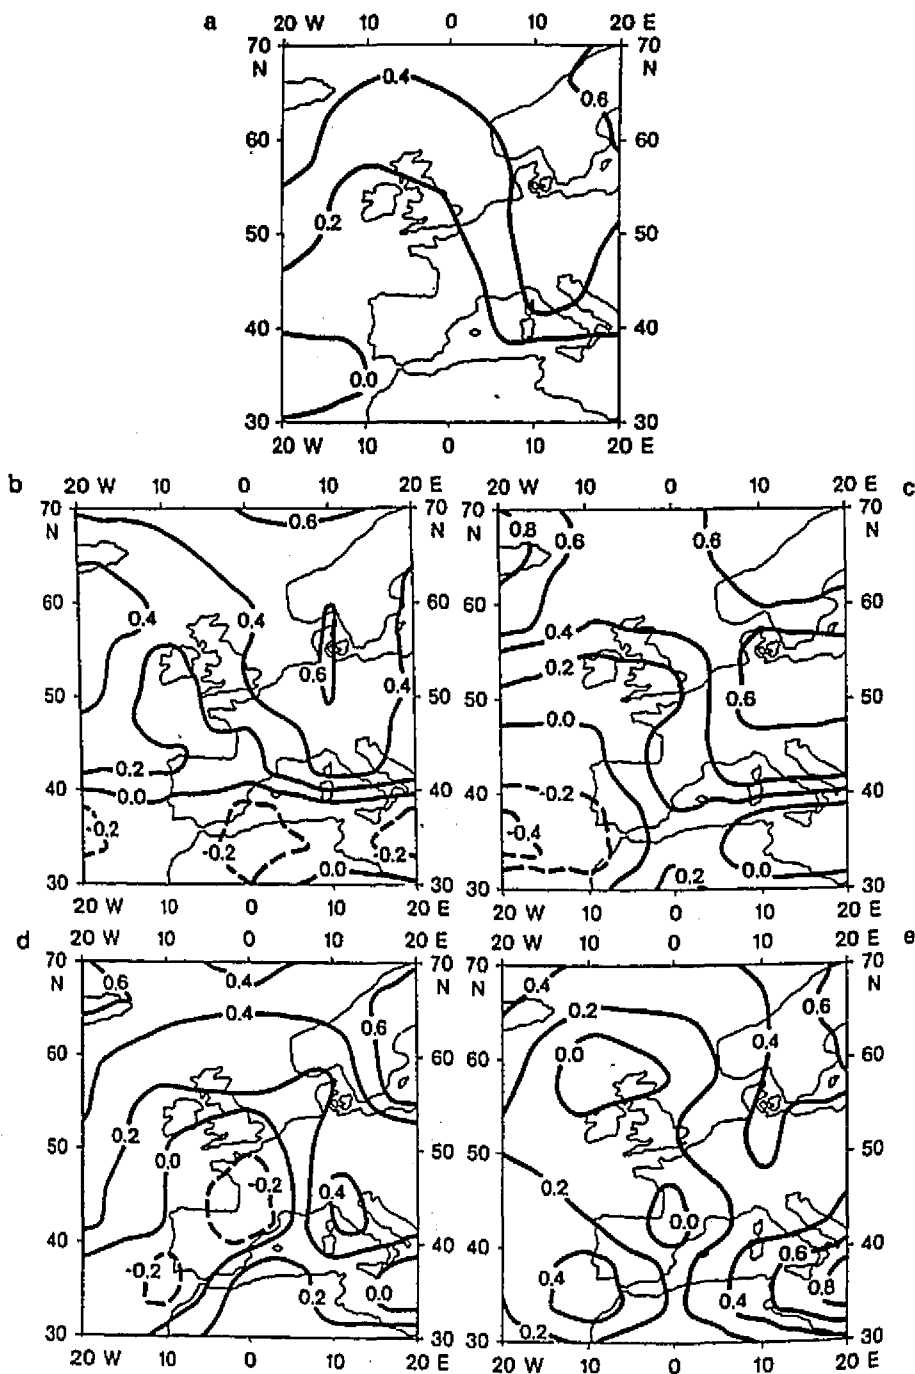 a 20 W 10 0 10 20 E
70 70
N N
0.4
0.6
60 60
0.2
50 50
40 40
0.0
30 30
20 W 10 0 10 20 E
b 20 W 10 0 10 20 E 20 W 10 0 10 20 E c
70 70 70 70
N N N N
0.6 0.8 0.6 0.6
60 0.4 0.4 60 60 60
0.4 0.2
0.6 0.4 0.6
50 50 50 50
0.0
0.2
40 0.0 40 40 -0.2 40
-0.2 -0.2 -0.2 -0.4
0.0 0.2 0.0
30 30 30 30
20 W 10 0 10 20 E 20 W 10 0 10 20 E
d 20 W 10 0 10 20 E 20 W 10 0 10 20 E e
70 70 70 70
N N N N
0.6 0.4 0.4 0.6
0.4 0.6 0.2 0.4
60 60 60 0.0 60
0.2
50 0.0 50 50 50
-0.2 0.4 0.2 0.0
40 40 40 40
-0.2 0.2 0.0 0.4 0.4 0.6 0.8
30 30 30 0.2 30
20 W 10 0 10 20 E 20 W 10 0 10 20 E